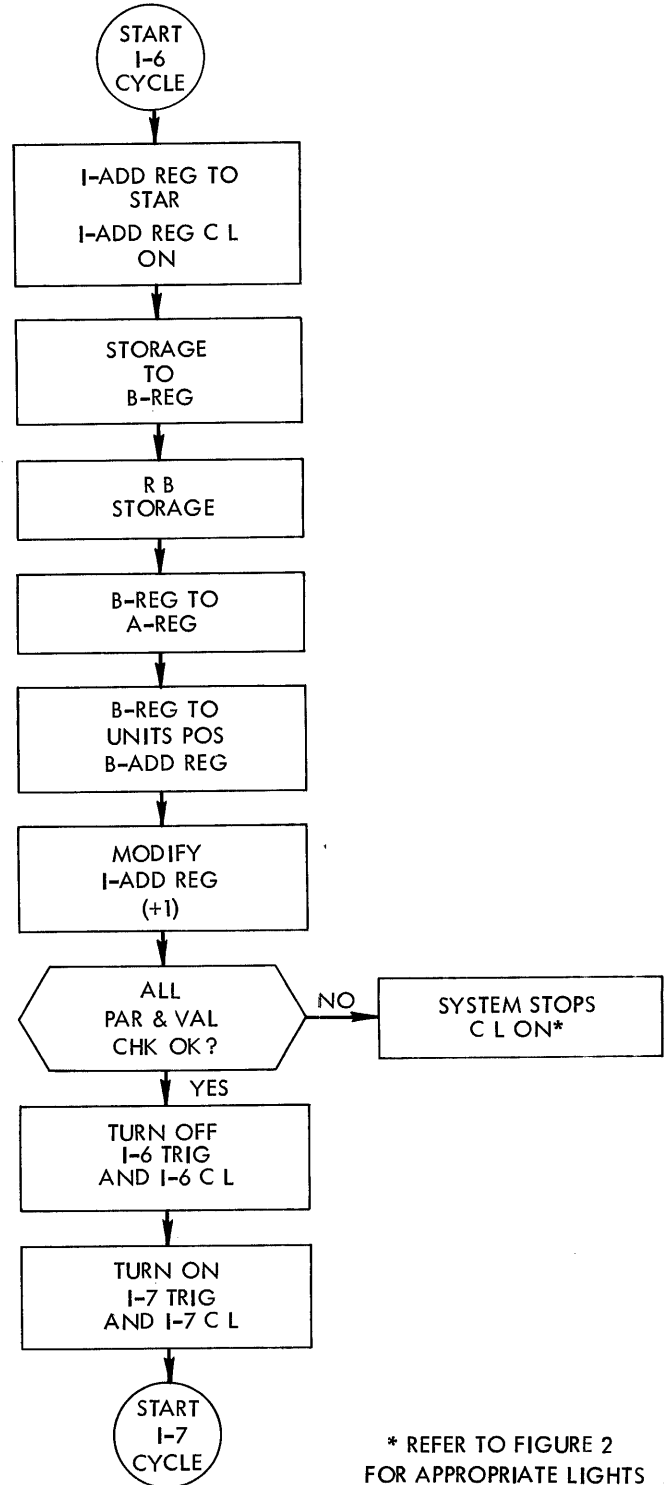 START
I-6
CYCLE
I-ADD REG TO
STAR
I-ADD REG C L
ON
STORAGE
TO
B-REG
R B
STORAGE
B-REG TO
A-REG
B-REG TO
UNITS POS
B-ADD REG
MODIFY
I-ADD REG
(+1)
ALL
PAR & VAL
CHK OK?
NO
SYSTEM STOPS
C L ON*
YES
TURN OFF
I-6 TRIG
AND I-6 C L
TURN ON
I-7 TRIG
AND I-7 C L
START
I-7
CYCLE
* REFER TO FIGURE 2
FOR APPROPRIATE LIGHTS